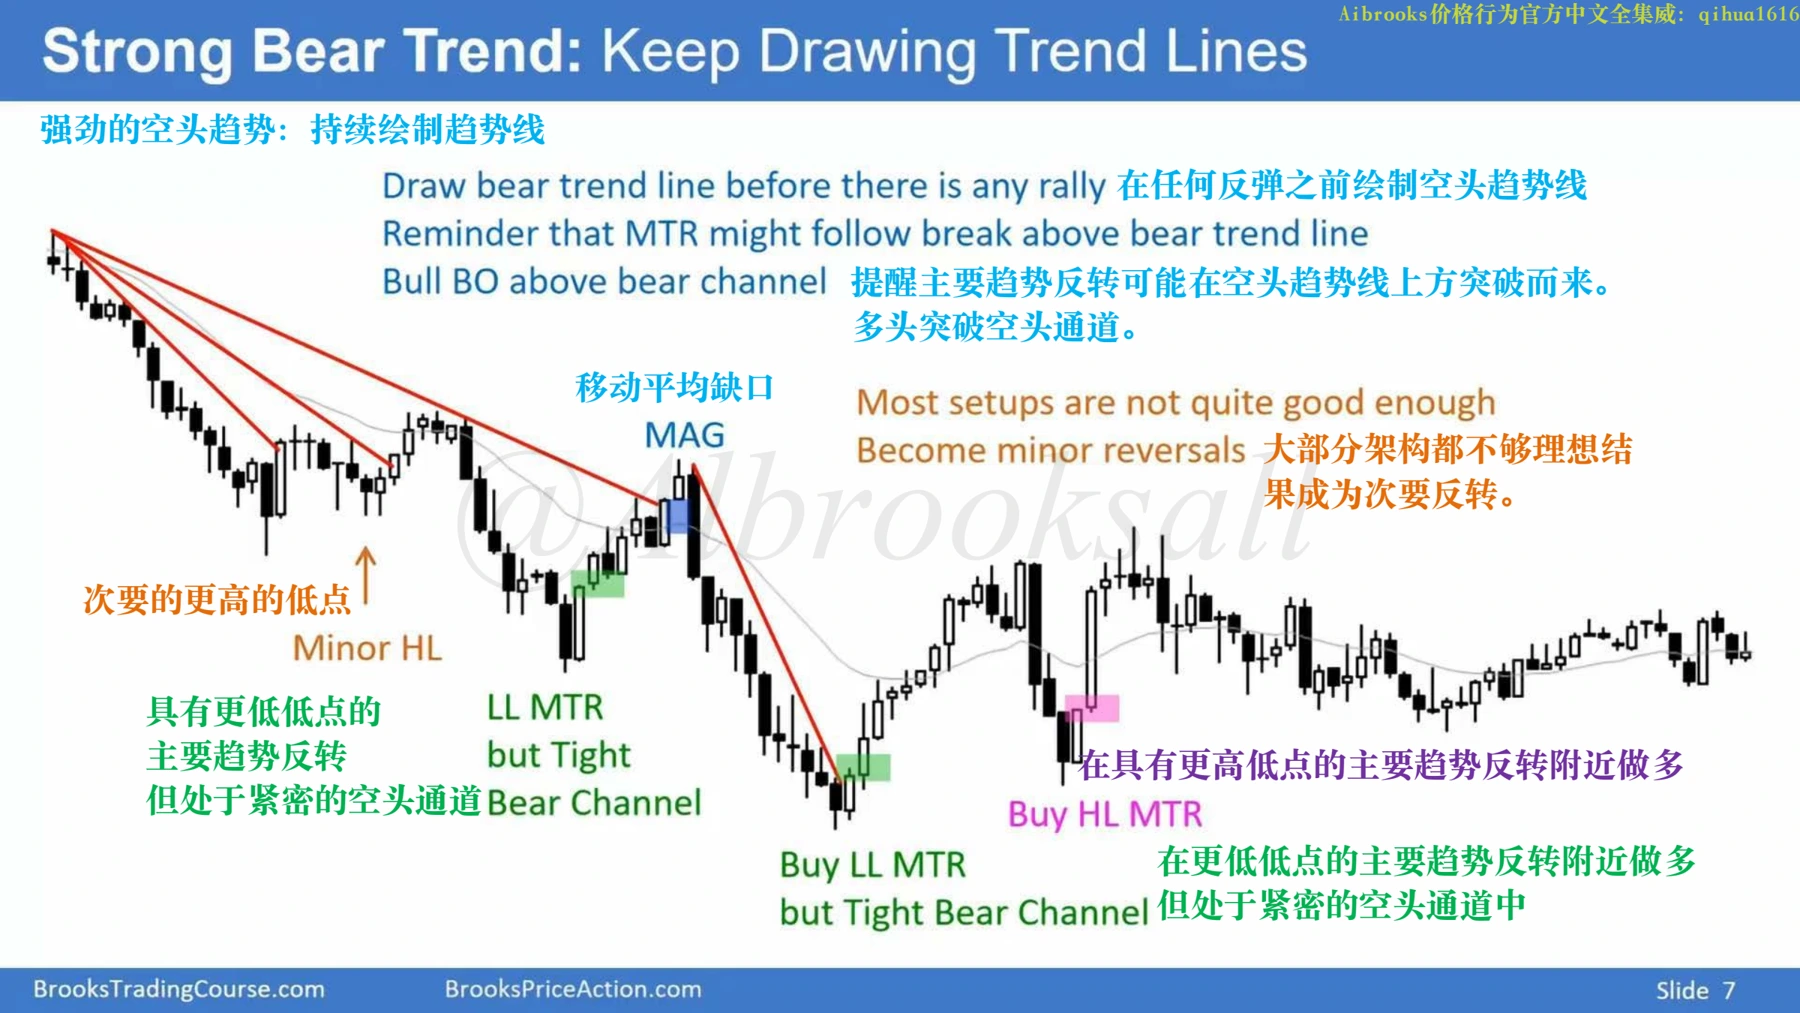 Aibrooks价格行为官方中文全集威：qihua1616
Strong Bear Trend: Keep Drawing Trend Lines
强劲的空头趋势：持续绘制趋势线
Draw bear trend line before there is any rally 在任何反弹之前绘制空头趋势线
Reminder that MTR might follow break above bear trend line
Bull BO above bear channel 提醒主要趋势反转可能在空头趋势线上方突破而来。
多头突破空头通道。
移动平均缺口
MAG
Most setups are not quite good enough
Become minor reversals 大部分架构都不够理想结
果成为次要反转。
@Albrooksall
次要的更高的低点
Minor HL
具有更低低点的
主要趋势反转
但处于紧密的空头通道
LL MTR
but Tight
Bear Channel
在具有更高低点的主要趋势反转附近做多
Buy HL MTR
Buy LL MTR
but Tight Bear Channel
在更低低点的主要趋势反转附近做多
但处于紧密的空头通道中
BrooksTradingCourse.com
BrooksPriceAction.com
Slide 7